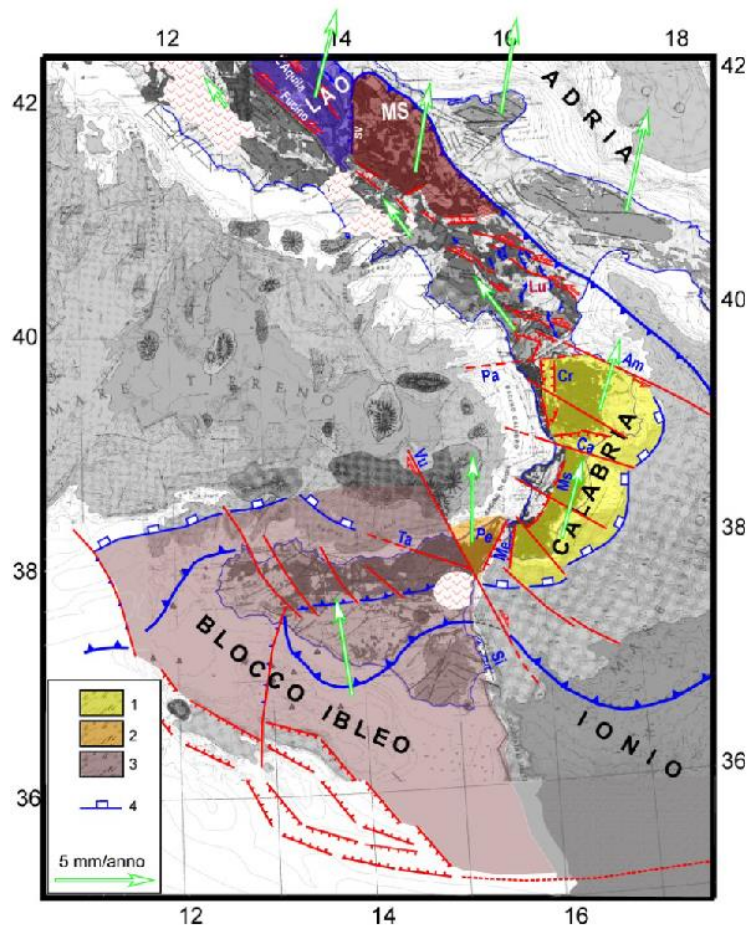 12 14 16 18
42 42
L'Aquila
LAO
Fucino
SV
MS
ADRIA
Lu
40 40
MARE TIRRENO
Pa
Cr
Am
Ca
Vu
Ms
CALABRIA
38 38
Ta
Pe
Me
BLOCCO IBLEO
Si
IONIO
1
2
3
4
36 36
5 mm/anno
12 14 16